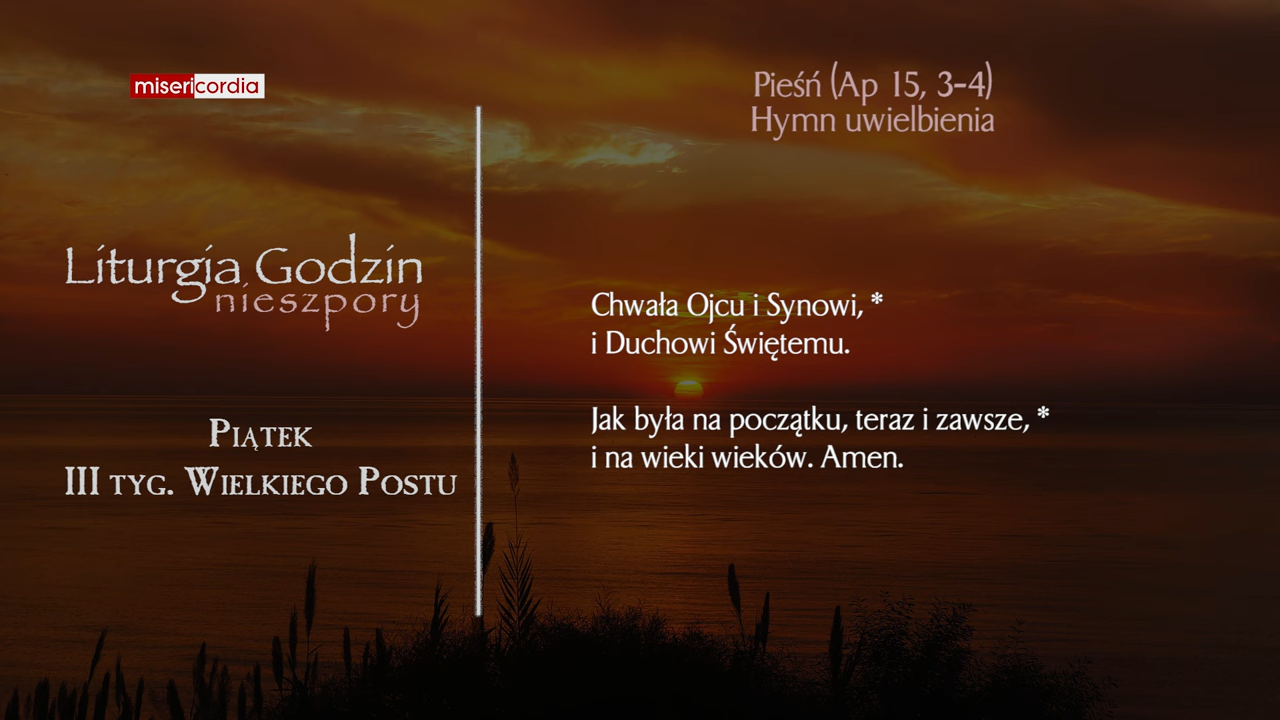 misericordia
Liturgia Godzin
nieszpory
Piątek
III tyg. Wielkiego Postu
Pieśń (Ap 15, 3-4)
Hymn uwielbienia
Chwała Ojcu i Synowi, *
i Duchowi Świętemu.
Jak była na początku, teraz i zawsze, *
i na wieki wieków. Amen.